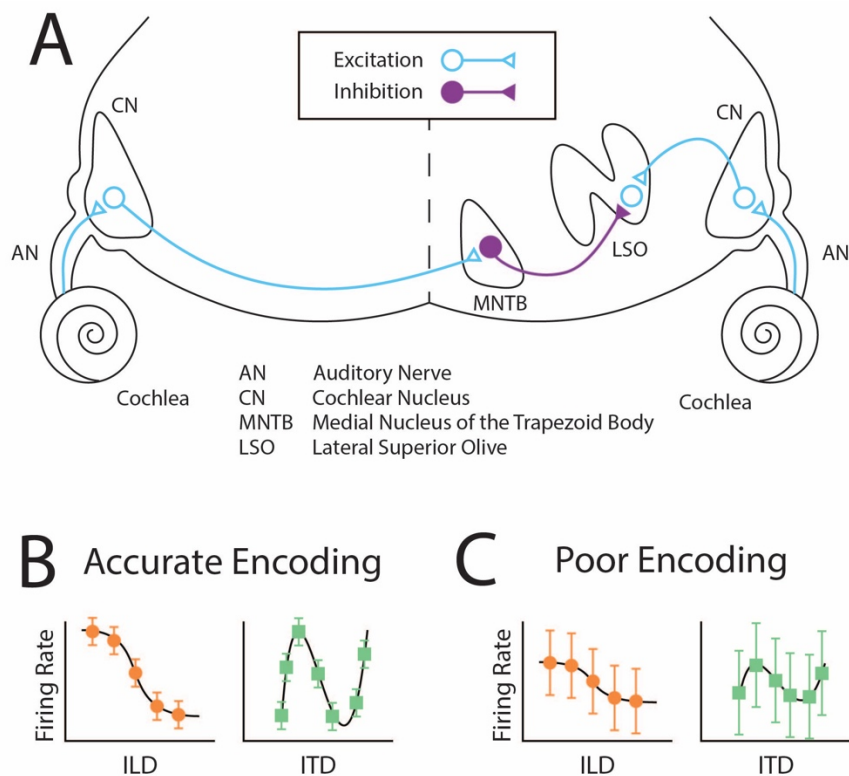 A
Excitation
Inhibition
CN
CN
AN
LSO
AN
MNTB
Cochlea
Cochlea
AN Auditory Nerve
CN Cochlear Nucleus
MNTB Medial Nucleus of the Trapezoid Body
LSO Lateral Superior Olive
B Accurate Encoding
Firing Rate
ILD
ITD
C Poor Encoding
Firing Rate
ILD
ITD